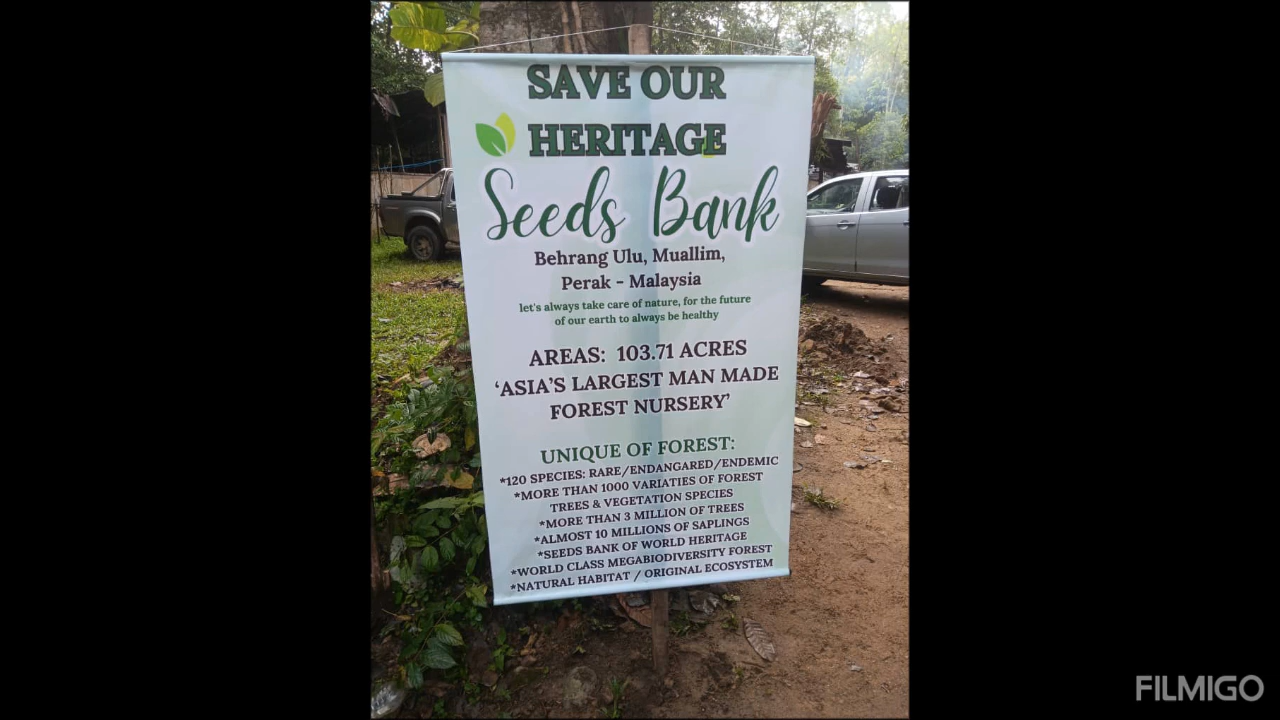 SAVE OUR
HERITAGE
Seeds Bank
Behrang Ulu, Muallim,
Perak - Malaysia
let's always take care of nature, for the future
of our earth to always be healthy
AREAS: 103.71 ACRES
‘ASIA’S LARGEST MAN MADE
FOREST NURSERY’
UNIQUE OF FOREST:
*120 SPECIES: RARE/ENDANGARED/ENDEMIC
*MORE THAN 1000 VARIATIES OF FOREST
TREES & VEGETATION SPECIES
*MORE THAN 3 MILLION OF TREES
*ALMOST 10 MILLIONS OF SAPLINGS
*SEEDS BANK OF WORLD HERITAGE
*WORLD CLASS MEGABIODIVERSITY FOREST
*NATURAL HABITAT / ORIGINAL ECOSYSTEM
FILMIGO